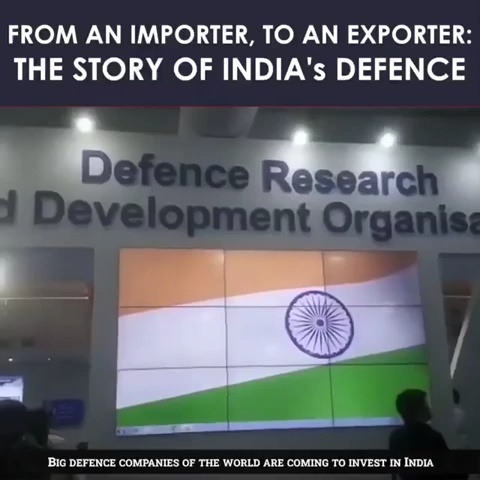 FROM AN IMPORTER, TO AN EXPORTER:
THE STORY OF INDIA's DEFENCE
Defence Research
d Development Organisa
BIG DEFENCE COMPANIES OF THE WORLD ARE COMING TO INVEST IN INDIA